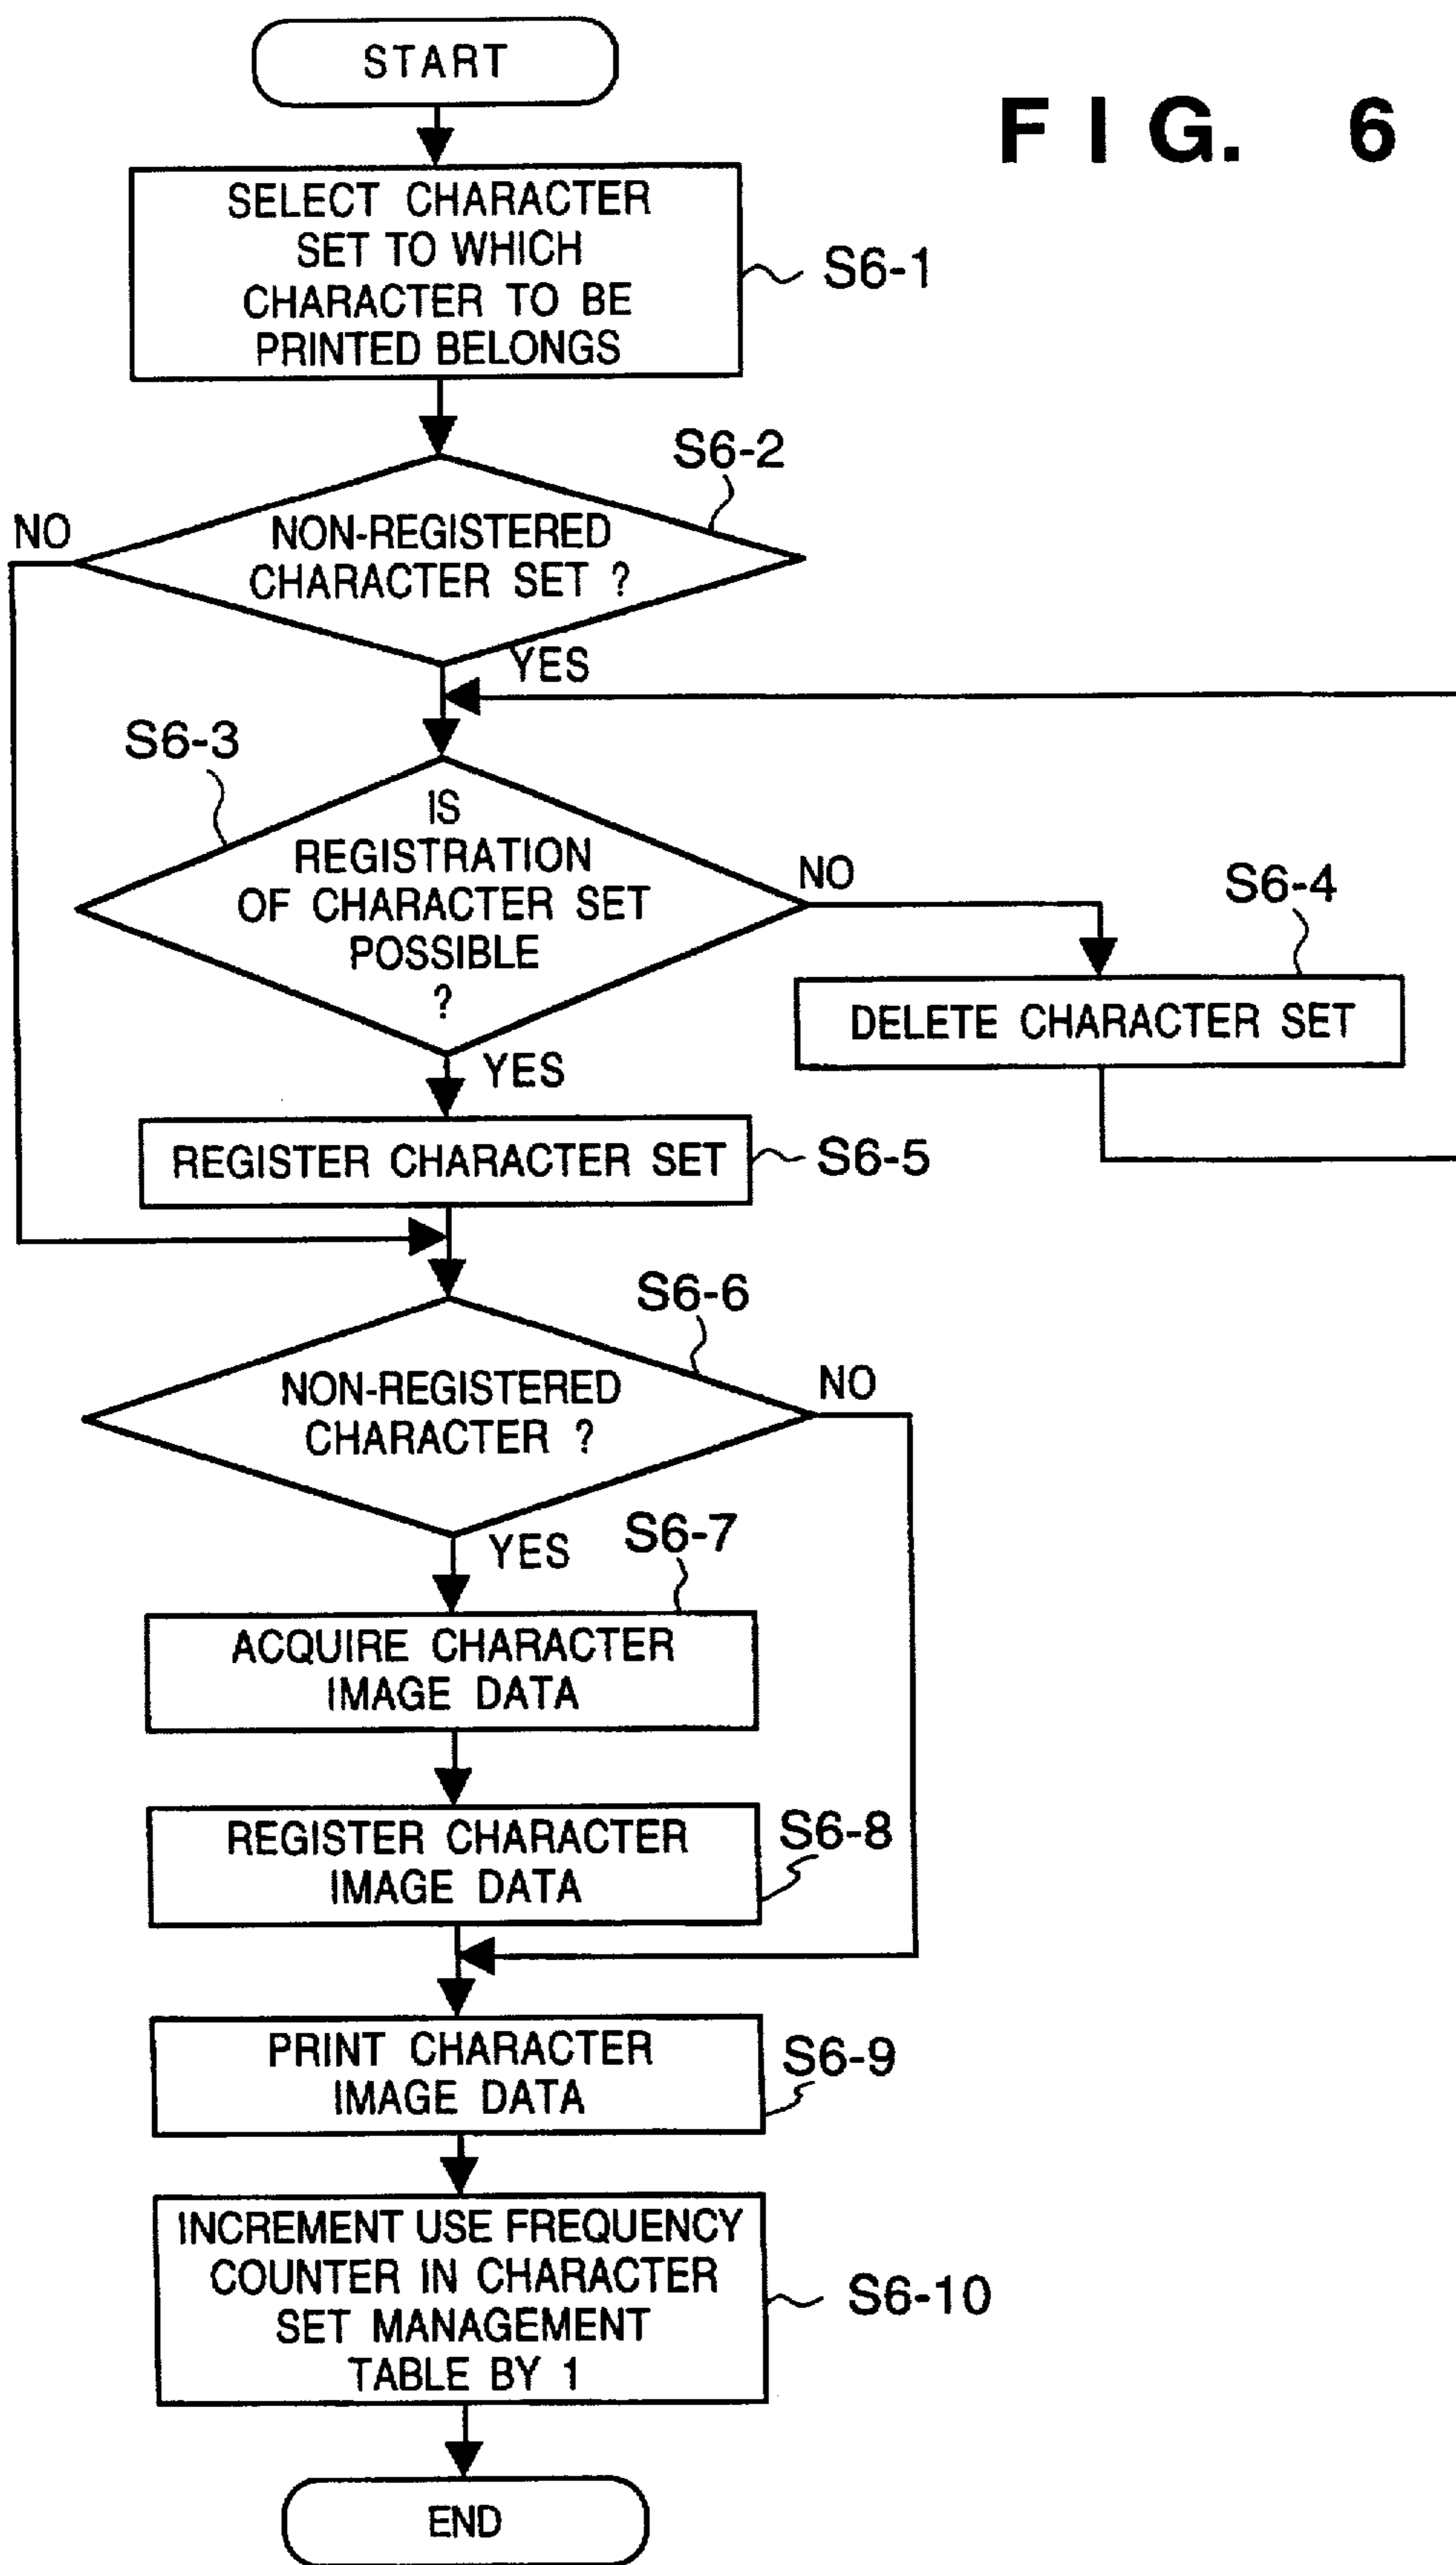 START
FIG. 6
SELECT CHARACTER
SET TO WHICH
CHARACTER TO BE
PRINTED BELONGS
S6-1
S6-2
NO
NON-REGISTERED
CHARACTER SET ?
YES
S6-3
IS
REGISTRATION
OF CHARACTER SET
POSSIBLE
?
NO
S6-4
DELETE CHARACTER SET
YES
REGISTER CHARACTER SET
S6-5
S6-6
NON-REGISTERED
CHARACTER ?
NO
YES
S6-7
ACQUIRE CHARACTER
IMAGE DATA
REGISTER CHARACTER
IMAGE DATA
S6-8
PRINT CHARACTER
IMAGE DATA
S6-9
INCREMENT USE FREQUENCY
COUNTER IN CHARACTER
SET MANAGEMENT
TABLE BY 1
S6-10
END